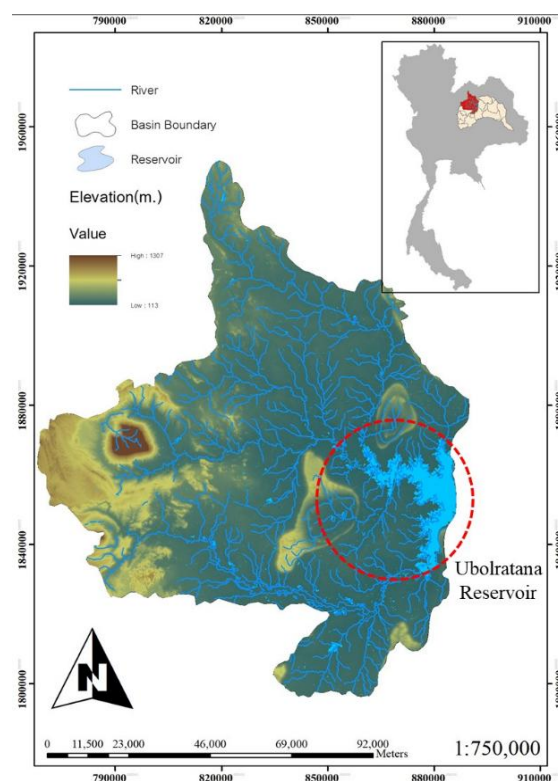 790000 820000 850000 880000 910000
River
Basin Boundary
Reservoir
Elevation(m.)
Value
High : 1307
Low : 113
1960000
1920000
1880000
1840000
1800000
1960000
1840000
Ubolratana
Reservoir
N
0 11,500 23,000 46,000 69,000 92,000
Meters
1:750,000
790000 820000 850000 880000 910000